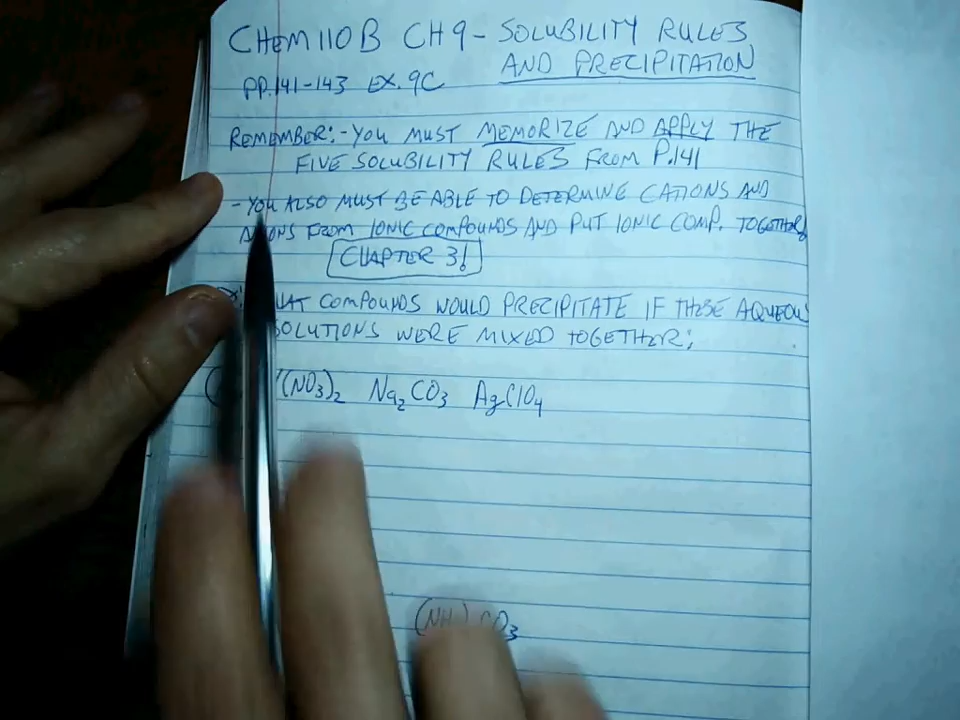 CHEM 110B CH 9 - SOLUBILITY RULES
AND PRECIPITATION
PP. 141-143 EX. 9C
REMEMBER: - YOU MUST MEMORIZE AND APPLY THE
FIVE SOLUBILITY RULES FROM P. 141
- YOU ALSO MUST BE ABLE TO DETERMINE CATIONS AND
FROM IONIC COMPOUNDS AND PUT IONIC COMP. TOGETHER
CHAPTER 3!
COMPOUNDS WOULD PRECIPITATE IF THESE AQUEOUS
SOLUTIONS WERE MIXED TOGETHER:
(NO3)2 Na2CO3 AgClO4
CO3